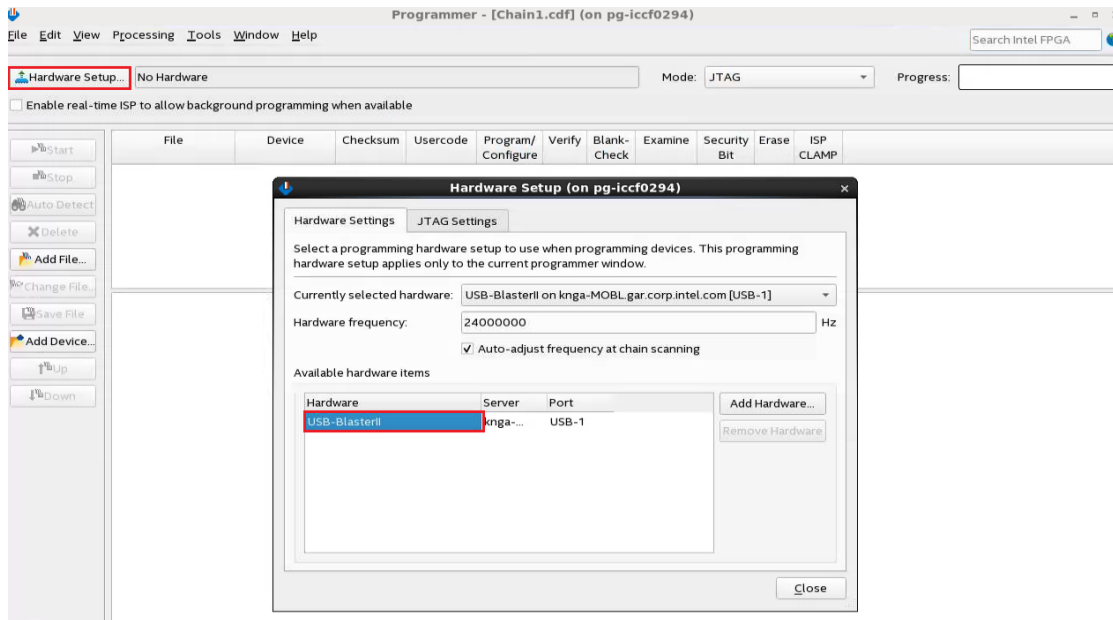 Programmer - [Chain1.cdf] (on pg-iccf0294)
File Edit View Processing Tools Window Help
Search Intel FPGA
Hardware Setup... No Hardware Mode: JTAG Progress:
Enable real-time ISP to allow background programming when available
File Device Checksum Usercode Program/ Configure Verify Blank- Check Examine Security Bit Erase ISP CLAMP
Start
Stop
Auto Detect
Delete
Add File...
Change File..
Save File
Add Device...
Up
Down
Hardware Setup (on pg-iccf0294)
Hardware Settings JTAG Settings
Select a programming hardware setup to use when programming devices. This programming
hardware setup applies only to the current programmer window.
Currently selected hardware: USB-BlasterII on knga-MOBL.gar.corp.intel.com [USB-1]
Hardware frequency: 24000000 Hz
Auto-adjust frequency at chain scanning
Available hardware items
Hardware Server Port
USB-BlasterII knga-... USB-1
Add Hardware...
Remove Hardware
Close